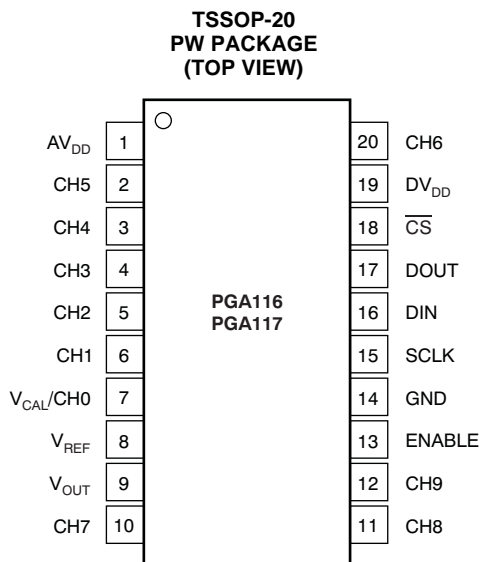 TSSOP-20
PW PACKAGE
(TOP VIEW)
AVDD 1 20 CH6
CH5 2 19 DVDD
CH4 3 18 C̅S̅
CH3 4 17 DOUT
PGA116
CH2 5 16 DIN
PGA117
CH1 6 15 SCLK
VCAL/CH0 7 14 GND
VREF 8 13 ENABLE
VOUT 9 12 CH9
CH7 10 11 CH8